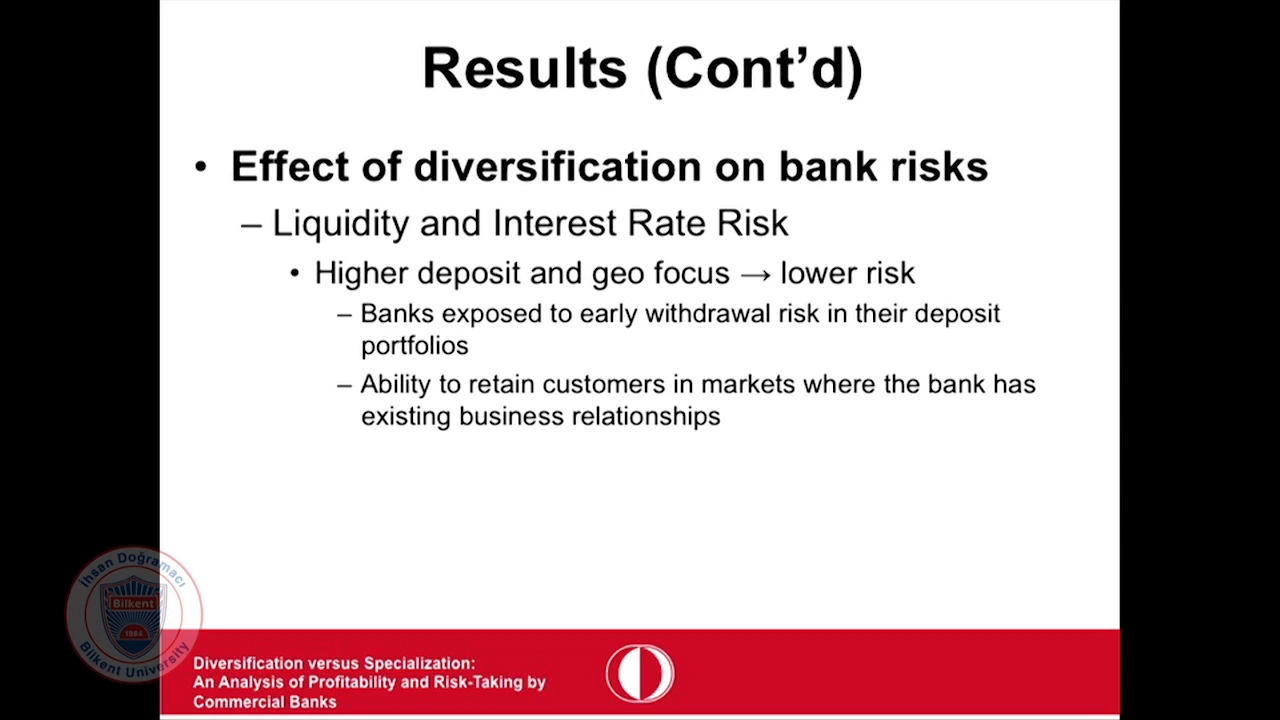 Results (Cont’d)
• Effect of diversification on bank risks
– Liquidity and Interest Rate Risk
• Higher deposit and geo focus → lower risk
– Banks exposed to early withdrawal risk in their deposit
portfolios
– Ability to retain customers in markets where the bank has
existing business relationships
İhsan Doğramacı
Bilkent
1984
Bilkent University
Diversification versus Specialization:
An Analysis of Profitability and Risk-Taking by
Commercial Banks